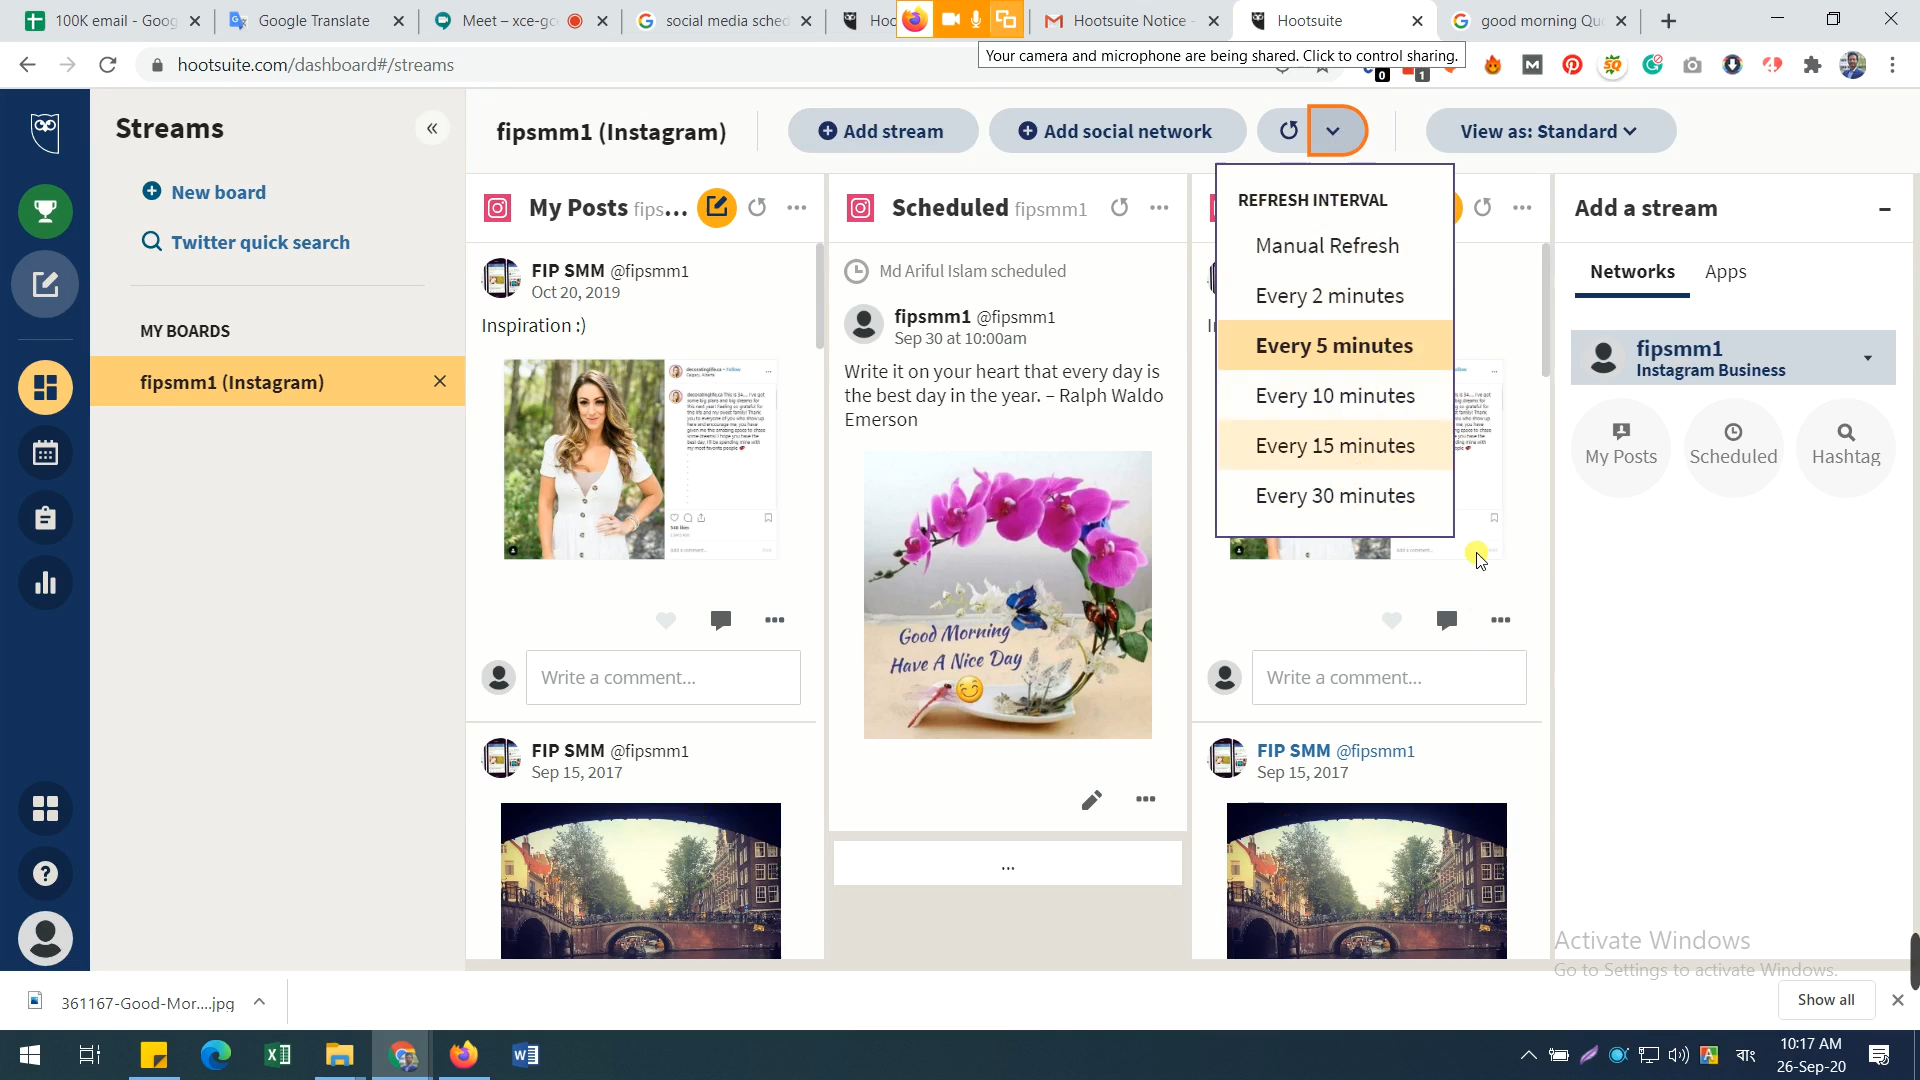 100K email - Goog
Google Translate
Meet – xce-gc
social media sched
Hoo
Hootsuite Notice -
Hootsuite
good morning Qu
Your camera and microphone are being shared. Click to control sharing.
hootsuite.com/dashboard#/streams
0
1
Streams
fipsmm1 (Instagram)
Add stream
Add social network
View as: Standard
New board
Twitter quick search
MY BOARDS
fipsmm1 (Instagram)
My Posts fips...
FIP SMM @fipsmm1
Oct 20, 2019
Inspiration :)
Write a comment...
FIP SMM @fipsmm1
Sep 15, 2017
Scheduled fipsmm1
Md Ariful Islam scheduled
fipsmm1 @fipsmm1
Sep 30 at 10:00am
Write it on your heart that every day is
the best day in the year. – Ralph Waldo
Emerson
Good Morning
Have A Nice Day
...
REFRESH INTERVAL
Manual Refresh
Every 2 minutes
Every 5 minutes
Every 10 minutes
Every 15 minutes
Every 30 minutes
Write a comment...
FIP SMM @fipsmm1
Sep 15, 2017
Add a stream
Networks
Apps
fipsmm1
Instagram Business
My Posts
Scheduled
Hashtag
Activate Windows
Go to Settings to activate Windows.
361167-Good-Mor....jpg
Show all
বাং
10:17 AM
26-Sep-20